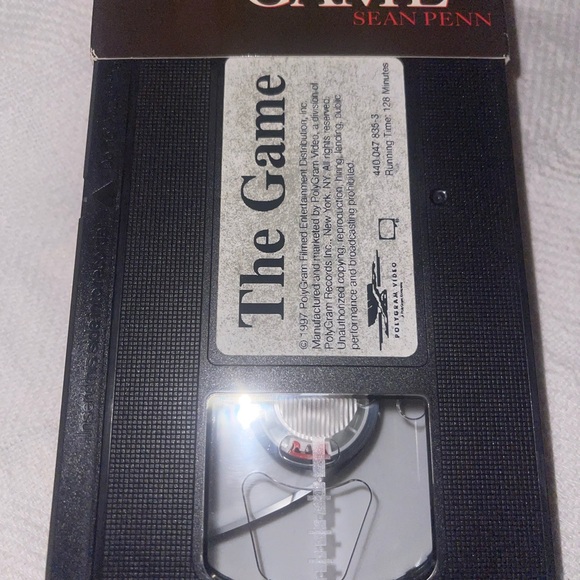 GAME
SEAN PENN
The Game
© 1997 PolyGram Filmed Entertainment Distribution, Inc.
Manufactured and marketed by PolyGram Video, a division of
PolyGram Records Inc., New York, NY. All rights reserved.
Unauthorized copying, reproduction, hiring, lending, public
performance and broadcasting prohibited.
440 047 835-3
Running Time: 128 Minutes
POLYGRAM VIDEO